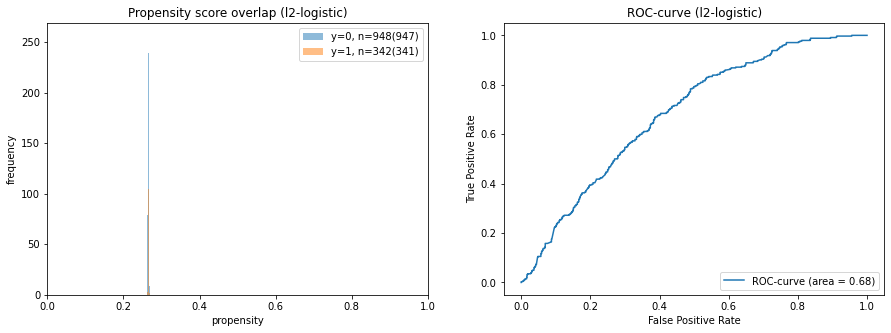 Propensity score overlap (l2-logistic)
y=0, n=948(947)
y=1, n=342(341)
frequency
250
200
150
100
50
0
0.0 0.2 0.4 0.6 0.8 1.0
propensity
ROC-curve (l2-logistic)
True Positive Rate
1.0
0.8
0.6
0.4
0.2
0.0
ROC-curve (area = 0.68)
0.0 0.2 0.4 0.6 0.8 1.0
False Positive Rate